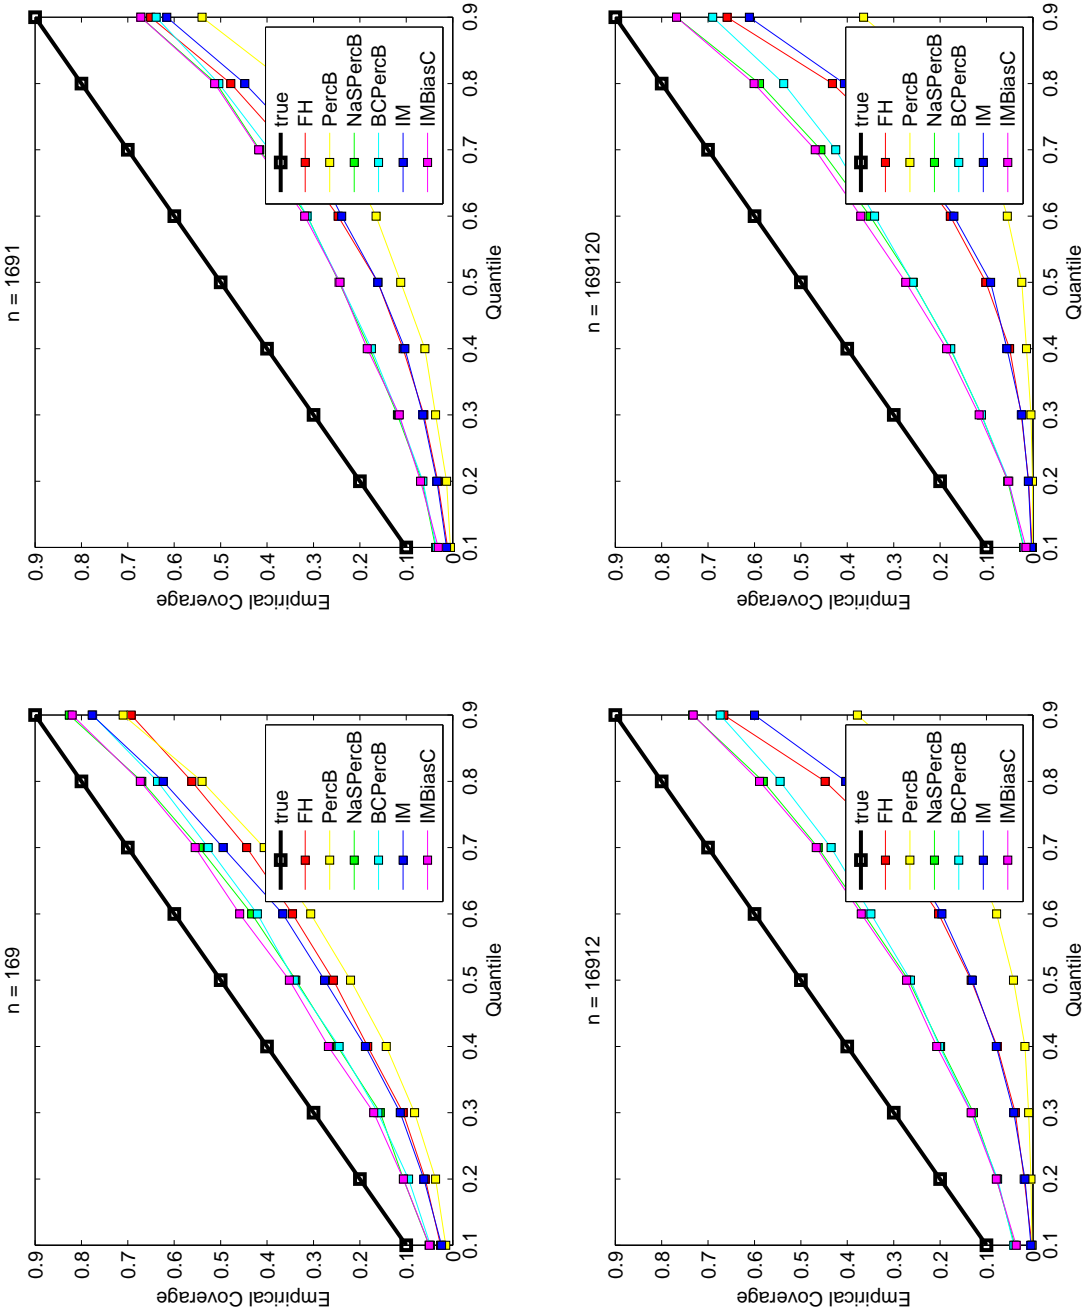 n = 169
0.9
0.8
0.7
0.6
0.5
0.4
0.3
0.2
0.1
0
Empirical Coverage
0.1 0.2 0.3 0.4 0.5 0.6 0.7 0.8 0.9
Quantile
true
FH
PercB
NaSPercB
BCPercB
IM
IMBiasC
n = 1691
0.9
0.8
0.7
0.6
0.5
0.4
0.3
0.2
0.1
0
Empirical Coverage
0.1 0.2 0.3 0.4 0.5 0.6 0.7 0.8 0.9
Quantile
true
FH
PercB
NaSPercB
BCPercB
IM
IMBiasC
n = 16912
0.9
0.8
0.7
0.6
0.5
0.4
0.3
0.2
0.1
0
Empirical Coverage
0.1 0.2 0.3 0.4 0.5 0.6 0.7 0.8 0.9
Quantile
true
FH
PercB
NaSPercB
BCPercB
IM
IMBiasC
n = 169120
0.9
0.8
0.7
0.6
0.5
0.4
0.3
0.2
0.1
0
Empirical Coverage
0.1 0.2 0.3 0.4 0.5 0.6 0.7 0.8 0.9
Quantile
true
FH
PercB
NaSPercB
BCPercB
IM
IMBiasC